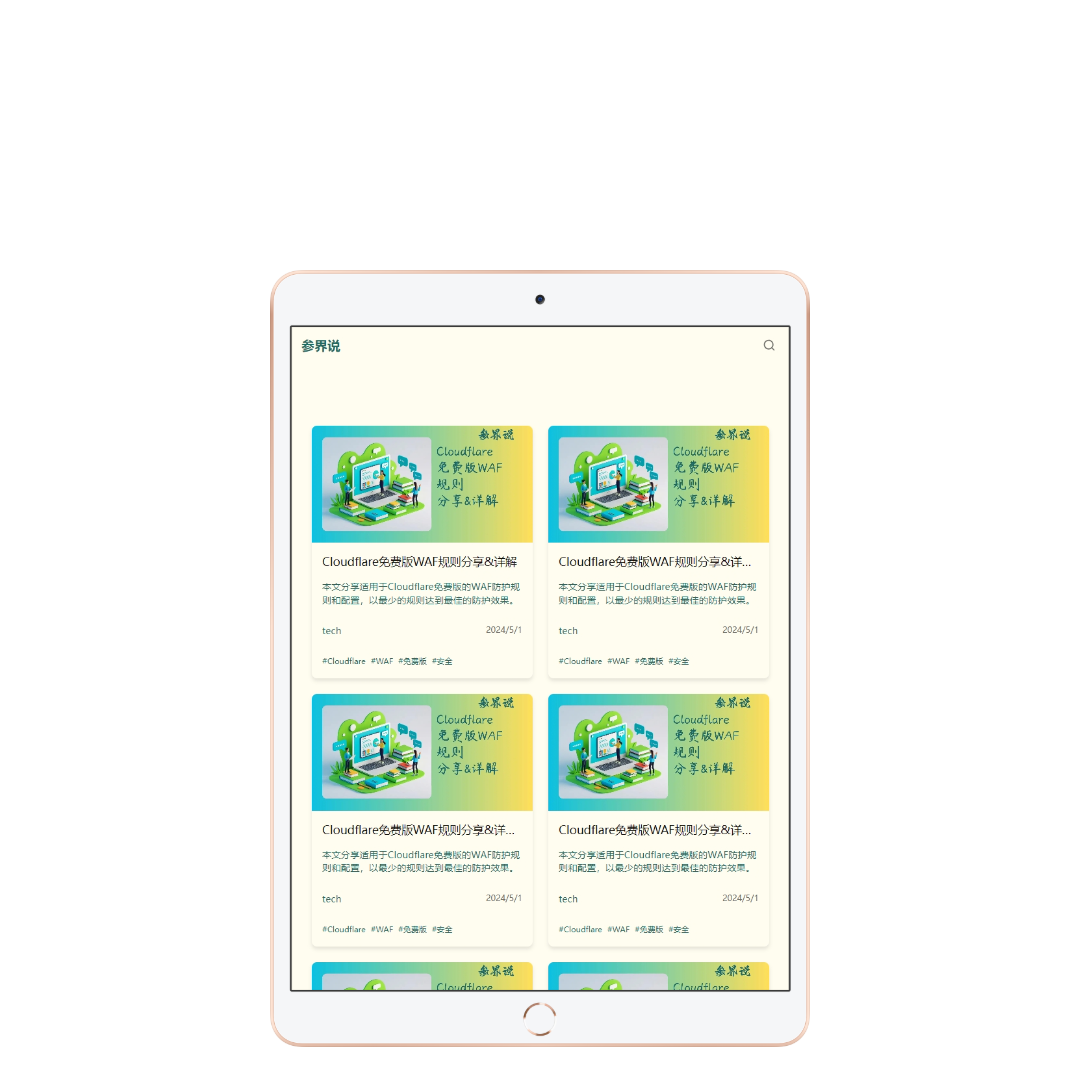 参界说
参界说
Cloudflare
免费版WAF
规则
分享&详解
Cloudflare免费版WAF规则分享&详解
本文分享适用于Cloudflare免费版的WAF防护规
则和配置，以最少的规则达到最佳的防护效果。
tech 2024/5/1
#Cloudflare #WAF #免费版 #安全
参界说
Cloudflare
免费版WAF
规则
分享&详解
Cloudflare免费版WAF规则分享&详...
本文分享适用于Cloudflare免费版的WAF防护规
则和配置，以最少的规则达到最佳的防护效果。
tech 2024/5/1
#Cloudflare #WAF #免费版 #安全
参界说
Cloudflare
免费版WAF
规则
分享&详解
Cloudflare免费版WAF规则分享&详...
本文分享适用于Cloudflare免费版的WAF防护规
则和配置，以最少的规则达到最佳的防护效果。
tech 2024/5/1
#Cloudflare #WAF #免费版 #安全
参界说
Cloudflare
免费版WAF
规则
分享&详解
Cloudflare免费版WAF规则分享&详...
本文分享适用于Cloudflare免费版的WAF防护规
则和配置，以最少的规则达到最佳的防护效果。
tech 2024/5/1
#Cloudflare #WAF #免费版 #安全
参界说
Cloudflare
参界说
Cloudflare